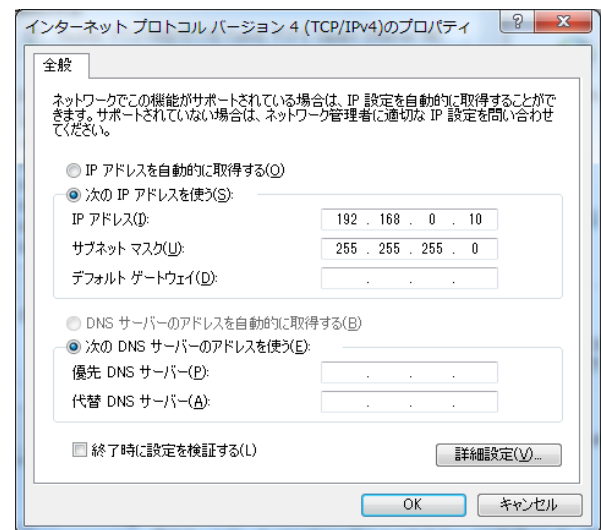 インターネット プロトコル バージョン 4 (TCP/IPv4)のプロパティ
全般
ネットワークでこの機能がサポートされている場合は、IP 設定を自動的に取得することがで
きます。サポートされていない場合は、ネットワーク管理者に適切な IP 設定を問い合わせ
てください。
IP アドレスを自動的に取得する(O)
次の IP アドレスを使う(S):
IP アドレス(I): 192 . 168 . 0 . 10
サブネット マスク(U): 255 . 255 . 255 . 0
デフォルト ゲートウェイ(D): . . .
DNS サーバーのアドレスを自動的に取得する(B)
次の DNS サーバーのアドレスを使う(E):
優先 DNS サーバー(P): . . .
代替 DNS サーバー(A): . . .
終了時に設定を検証する(L)
詳細設定(V)...
OK キャンセル